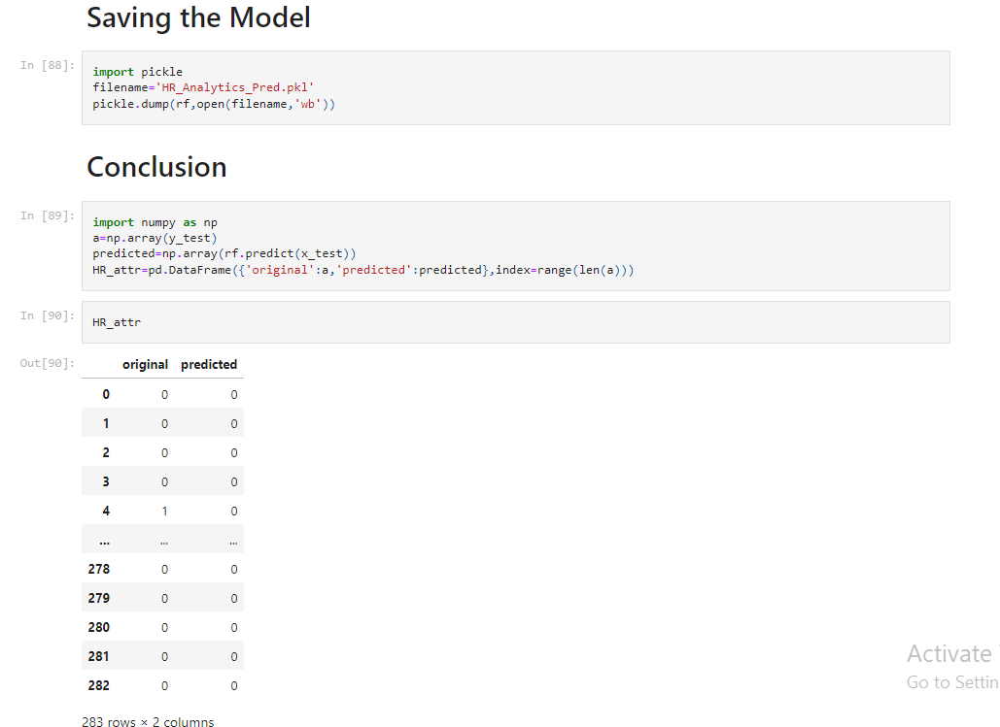 Saving the Model
In [88]:
import pickle
filename='HR_Analytics_Pred.pkl'
pickle.dump(rf,open(filename,'wb'))
Conclusion
In [89]:
import numpy as np
a=np.array(y_test)
predicted=np.array(rf.predict(x_test))
HR_attr=pd.DataFrame({'original':a,'predicted':predicted},index=range(len(a)))
In [90]:
HR_attr
Out[90]:
original predicted
0 0 0
1 0 0
2 0 0
3 0 0
4 1 0
... ... ...
278 0 0
279 0 0
280 0 0
281 0 0
282 0 0
283 rows × 2 columns
Activate
Go to Settin